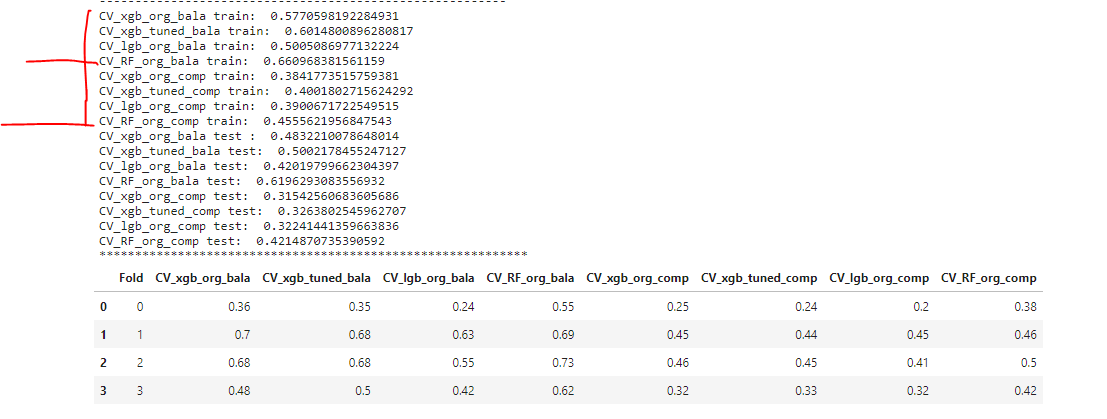 CV_xgb_org_bala train:  0.5770598192284931
CV_xgb_tuned_bala train:  0.6014800896280817
CV_lgb_org_bala train:  0.5005086977132224
CV_RF_org_bala train:  0.660968381561159
CV_xgb_org_comp train:  0.3841773515759381
CV_xgb_tuned_comp train:  0.4001802715624292
CV_lgb_org_comp train:  0.3900671722549515
CV_RF_org_comp train:  0.4555621956847543
CV_xgb_org_bala test :  0.4832210078648014
CV_xgb_tuned_bala test:  0.5002178455247127
CV_lgb_org_bala test:  0.42019799662304397
CV_RF_org_bala test:  0.6196293083556932
CV_xgb_org_comp test:  0.31542560683605686
CV_xgb_tuned_comp test:  0.3263802545962707
CV_lgb_org_comp test:  0.32241441359663836
CV_RF_org_comp test:  0.4214870735390592
************************************************************
Fold CV_xgb_org_bala CV_xgb_tuned_bala CV_lgb_org_bala CV_RF_org_bala CV_xgb_org_comp CV_xgb_tuned_comp CV_lgb_org_comp CV_RF_org_comp
0 0 0.36 0.35 0.24 0.55 0.25 0.24 0.2 0.38
1 1 0.7 0.68 0.63 0.69 0.45 0.44 0.45 0.46
2 2 0.68 0.68 0.55 0.73 0.46 0.45 0.41 0.5
3 3 0.48 0.5 0.42 0.62 0.32 0.33 0.32 0.42